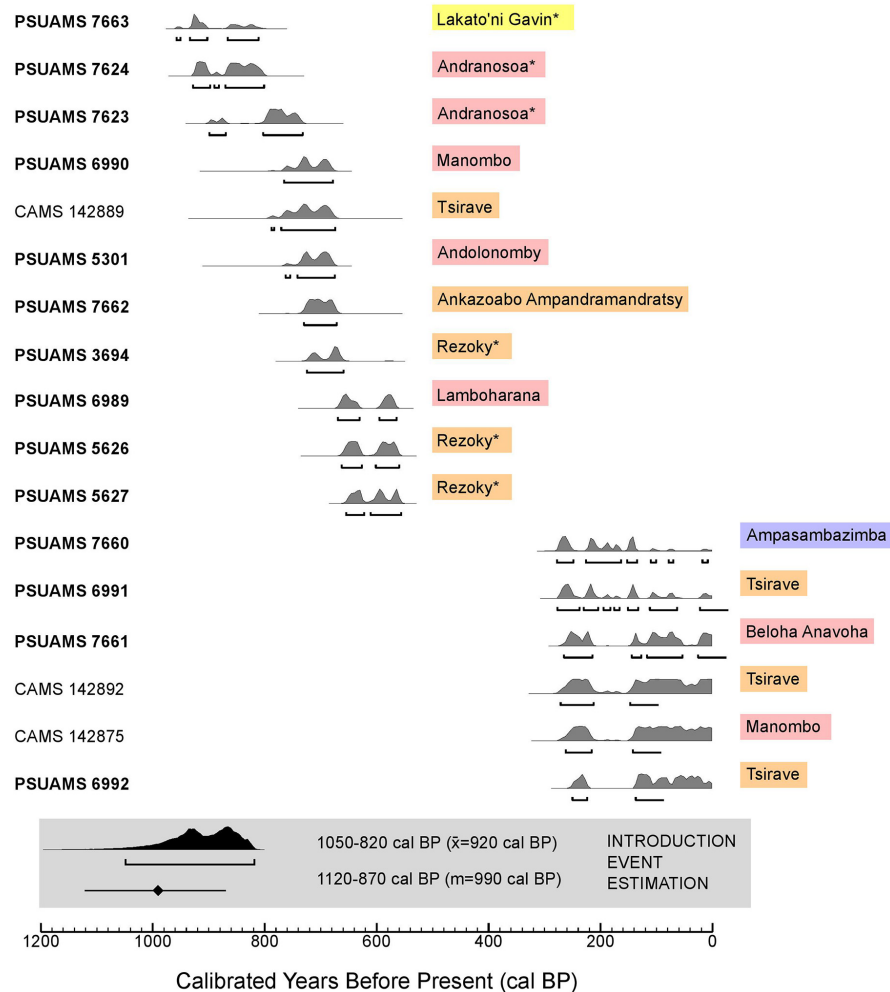 PSUAMS 7663 Lakato'ni Gavin*
PSUAMS 7624 Andranosoa*
PSUAMS 7623 Andranosoa*
PSUAMS 6990 Manombo
CAMS 142889 Tsirave
PSUAMS 5301 Andolonomby
PSUAMS 7662 Ankazoabo Ampandramandratsy
PSUAMS 3694 Rezoky*
PSUAMS 6989 Lamboharana
PSUAMS 5626 Rezoky*
PSUAMS 5627 Rezoky*
PSUAMS 7660 Ampasambazimba
PSUAMS 6991 Tsirave
PSUAMS 7661 Beloha Anavoha
CAMS 142892 Tsirave
CAMS 142875 Manombo
PSUAMS 6992 Tsirave
1050-820 cal BP (x̄=920 cal BP)
1120-870 cal BP (m=990 cal BP)
INTRODUCTION
EVENT
ESTIMATION
1200 1000 800 600 400 200 0
Calibrated Years Before Present (cal BP)